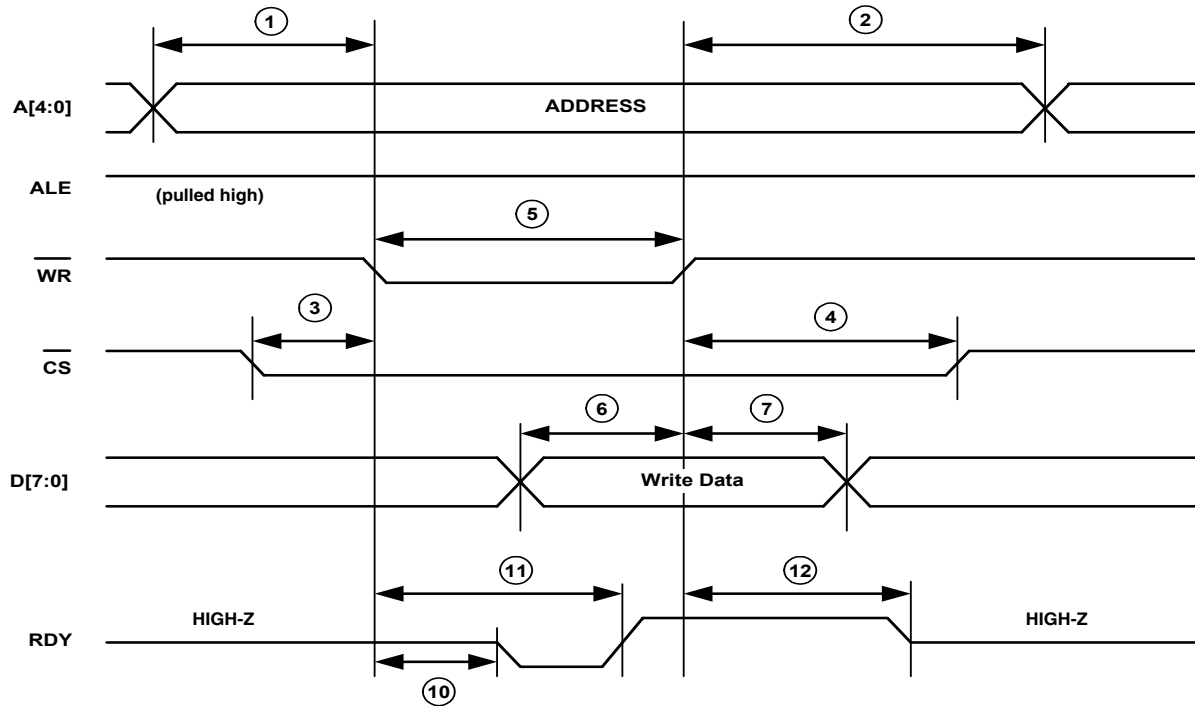 1
2
A[4:0]
ADDRESS
ALE
(pulled high)
5
WR
3
4
CS
6
7
D[7:0]
Write Data
11
12
HIGH-Z
HIGH-Z
RDY
10